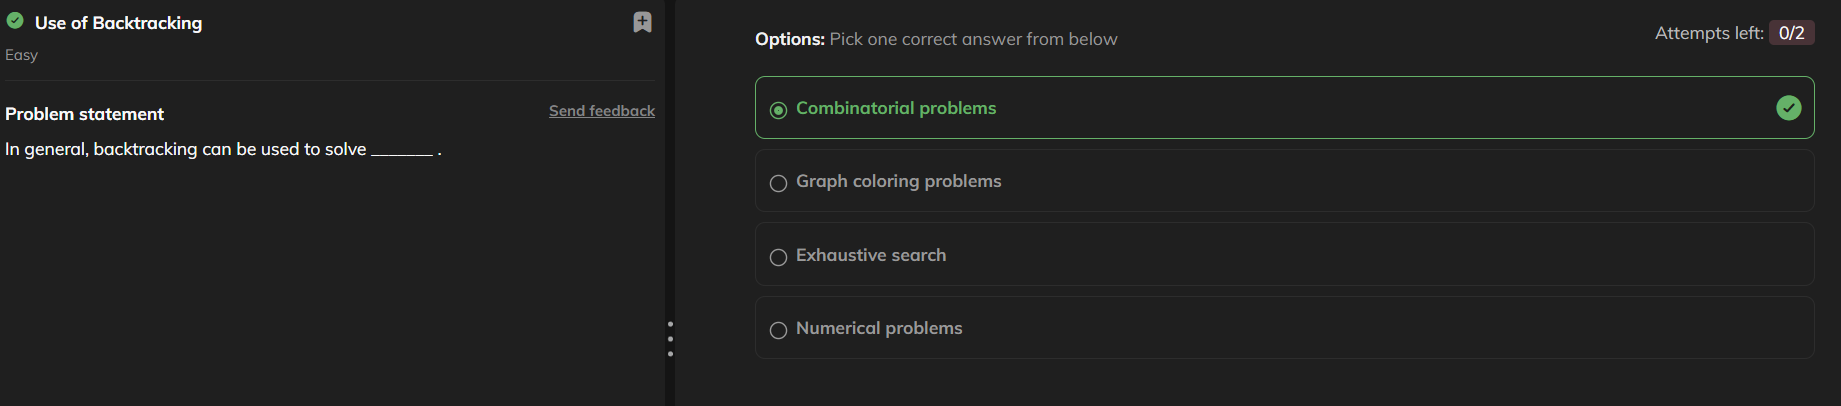 Use of Backtracking
Easy
Problem statement
Send feedback
In general, backtracking can be used to solve _______ .
Options: Pick one correct answer from below
Attempts left: 0/2
Combinatorial problems
Graph coloring problems
Exhaustive search
Numerical problems